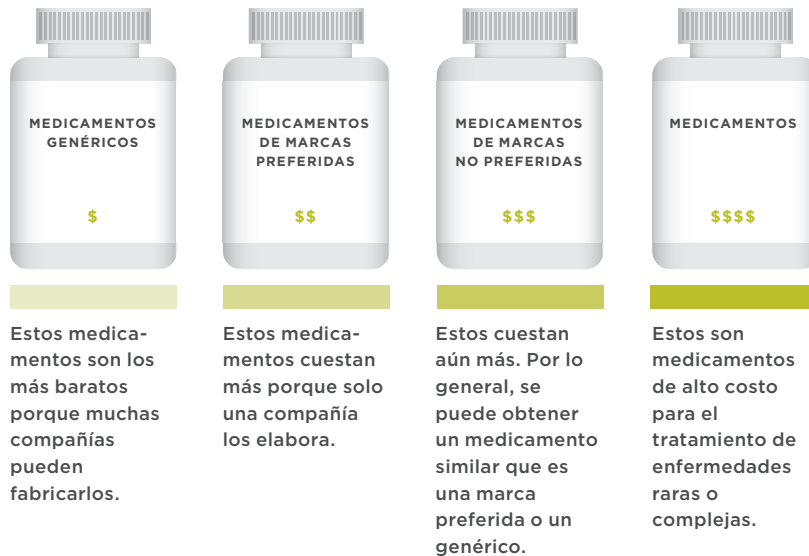 MEDICAMENTOS
GENÉRICOS
$
MEDICAMENTOS
DE MARCAS
PREFERIDAS
$$
MEDICAMENTOS
DE MARCAS
NO PREFERIDAS
$$$
MEDICAMENTOS
$$$$
Estos medica-
mentos son los
más baratos
porque muchas
compañías
pueden
fabricarlos.
Estos medica-
mentos cuestan
más porque solo
una compañía
los elabora.
Estos cuestan
aún más. Por lo
general, se
puede obtener
un medicamento
similar que es
una marca
preferida o un
genérico.
Estos son
medicamentos
de alto costo
para el
tratamiento de
enfermedades
raras o
complejas.